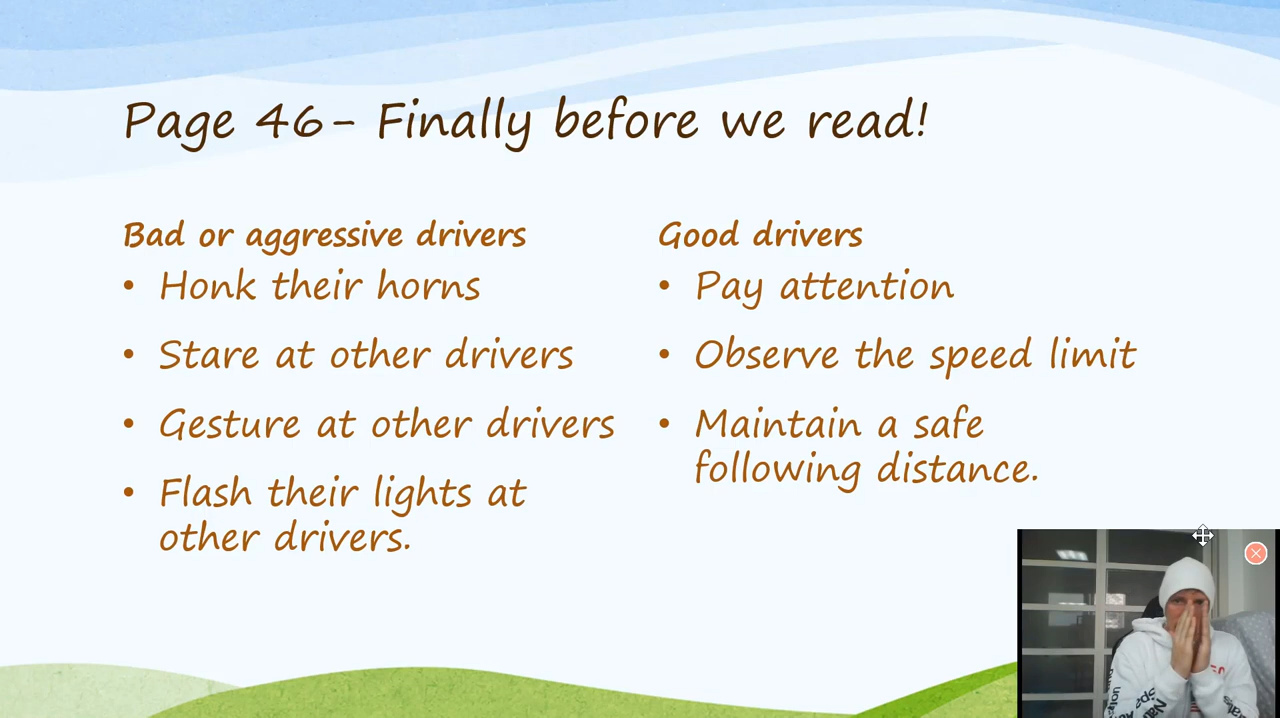 Page 46- Finally before we read!
Bad or aggressive drivers
• Honk their horns
• Stare at other drivers
• Gesture at other drivers
• Flash their lights at
other drivers.
Good drivers
• Pay attention
• Observe the speed limit
• Maintain a safe
following distance.